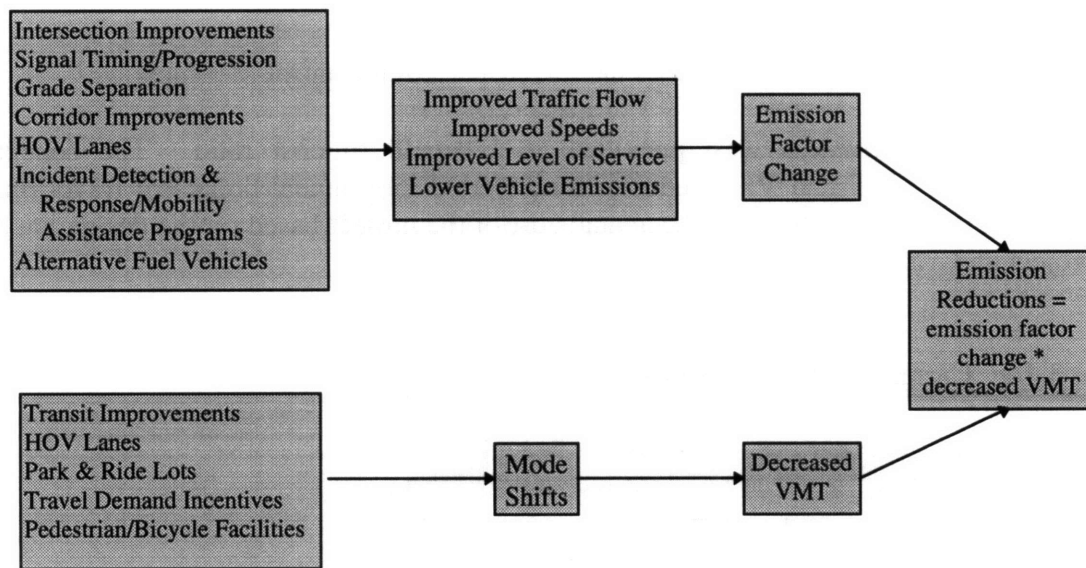 Intersection Improvements
Signal Timing/Progression
Grade Separation
Corridor Improvements
HOV Lanes
Incident Detection &
Response/Mobility
Assistance Programs
Alternative Fuel Vehicles
Improved Traffic Flow
Improved Speeds
Improved Level of Service
Lower Vehicle Emissions
Emission
Factor
Change
Emission
Reductions =
emission factor
change *
decreased VMT
Transit Improvements
HOV Lanes
Park & Ride Lots
Travel Demand Incentives
Pedestrian/Bicycle Facilities
Mode
Shifts
Decreased
VMT